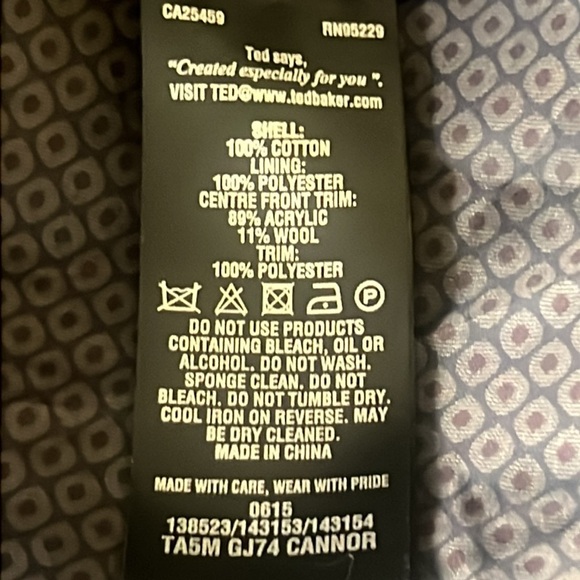 CA25459
RN05229
Ted says,
"Created especially for you ".
VISIT TED@www.tedbaker.com
SHELL:
100% COTTON
LINING:
100% POLYESTER
CENTRE FRONT TRIM:
89% ACRYLIC
11% WOOL
TRIM:
100% POLYESTER
P
DO NOT USE PRODUCTS
CONTAINING BLEACH, OIL OR
ALCOHOL. DO NOT WASH.
SPONGE CLEAN. DO NOT
BLEACH. DO NOT TUMBLE DRY.
COOL IRON ON REVERSE. MAY
BE DRY CLEANED.
MADE IN CHINA
MADE WITH CARE, WEAR WITH PRIDE
0615
138523/143153/143154
TA5M GJ74 CANNOR